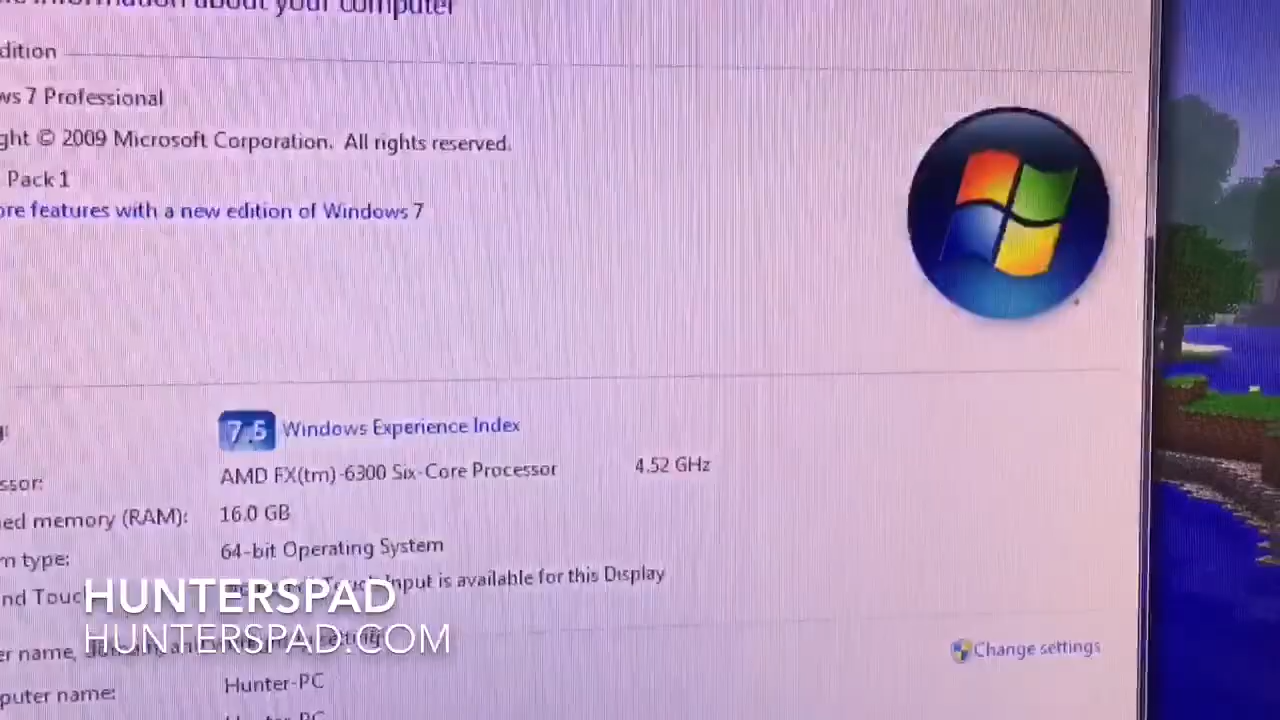 information about your computer
dition
ws 7 Professional
ght © 2009 Microsoft Corporation. All rights reserved.
Pack 1
ore features with a new edition of Windows 7
g:
7.5 Windows Experience Index
ssor: AMD FX(tm)-6300 Six-Core Processor 4.52 GHz
ed memory (RAM): 16.0 GB
m type: 64-bit Operating System
nd Touc Touch Input is available for this Display
HUNTERSPAD
HUNTERSPAD.COM
er name,
Change settings
puter name: Hunter-PC
Hunter-PC